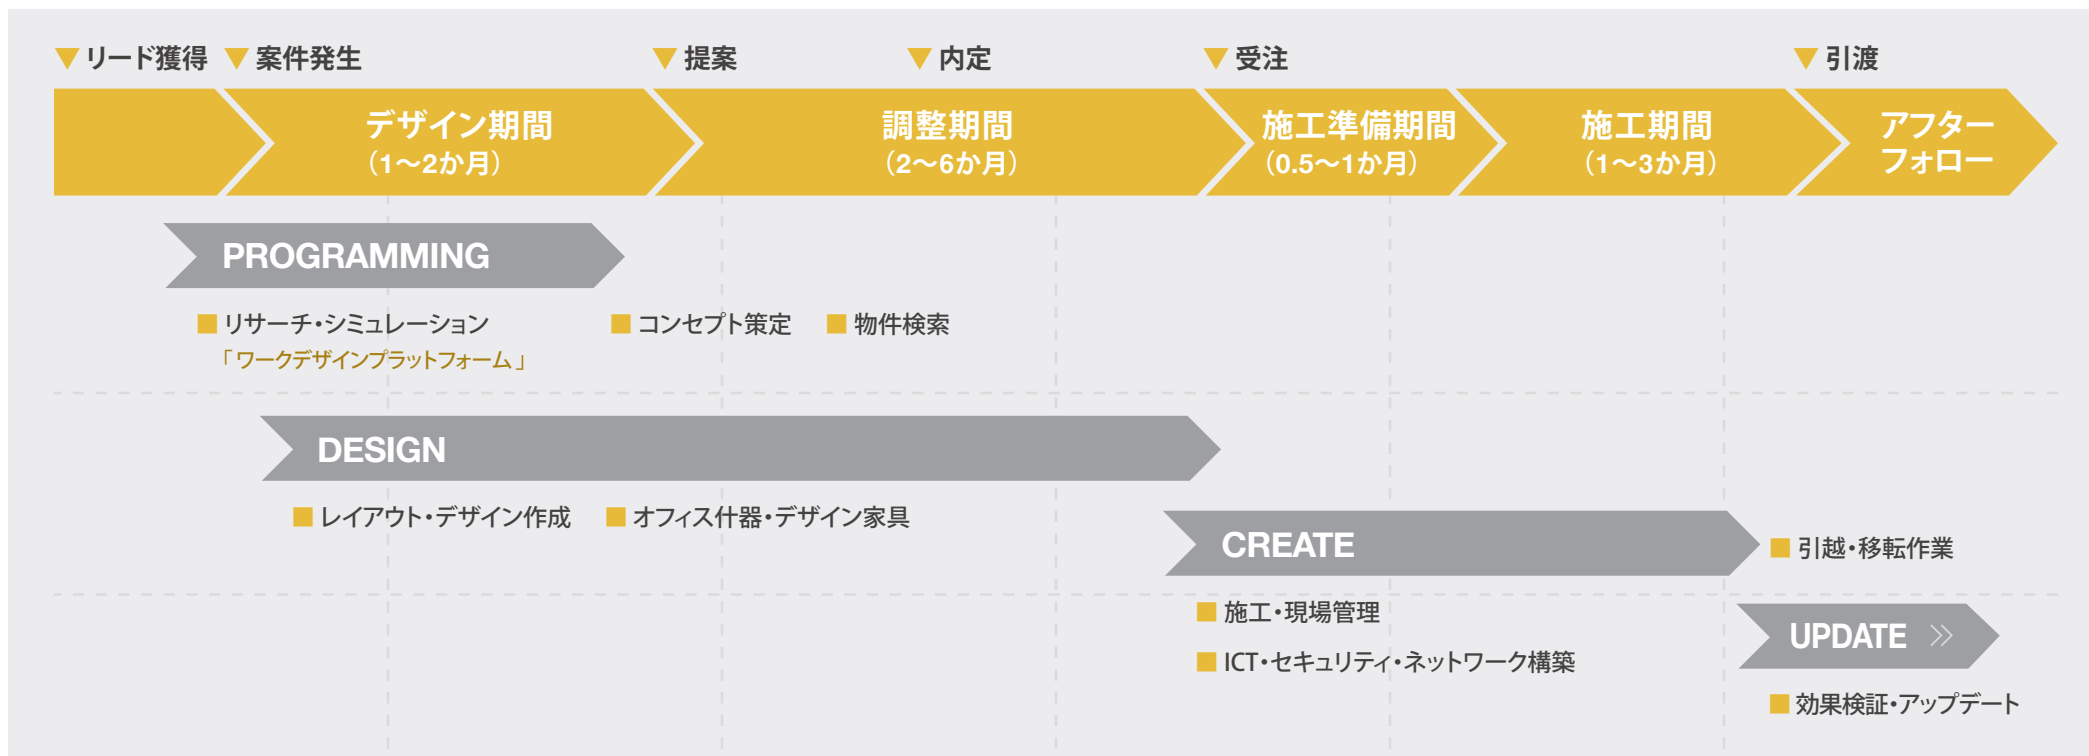 ▼ リード獲得 ▼ 案件発生 ▼ 提案 ▼ 内定 ▼ 受注 ▼ 引渡
デザイン期間
（1〜2か月）
調整期間
（2〜6か月）
施工準備期間
（0.5〜1か月）
施工期間
（1〜3か月）
アフター
フォロー
PROGRAMMING
■ リサーチ・シミュレーション ■ コンセプト策定 ■ 物件検索
「ワークデザインプラットフォーム」
DESIGN
■ レイアウト・デザイン作成 ■ オフィス什器・デザイン家具
CREATE
■ 引越・移転作業
■ 施工・現場管理
■ ICT・セキュリティ・ネットワーク構築
UPDATE
■ 効果検証・アップデート